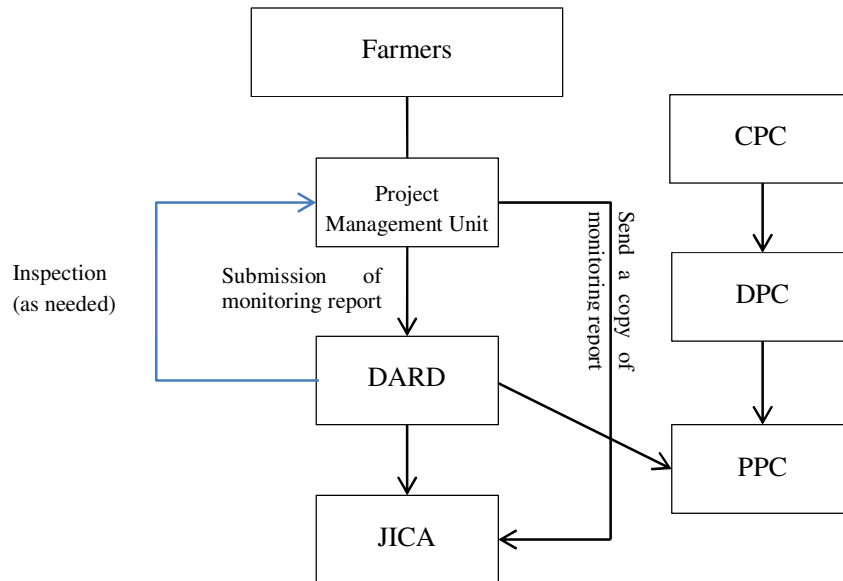 Farmers
CPC
Project
Management Unit
Send a copy of
monitoring report
Inspection
(as needed)
Submission of
monitoring report
DPC
DARD
PPC
JICA